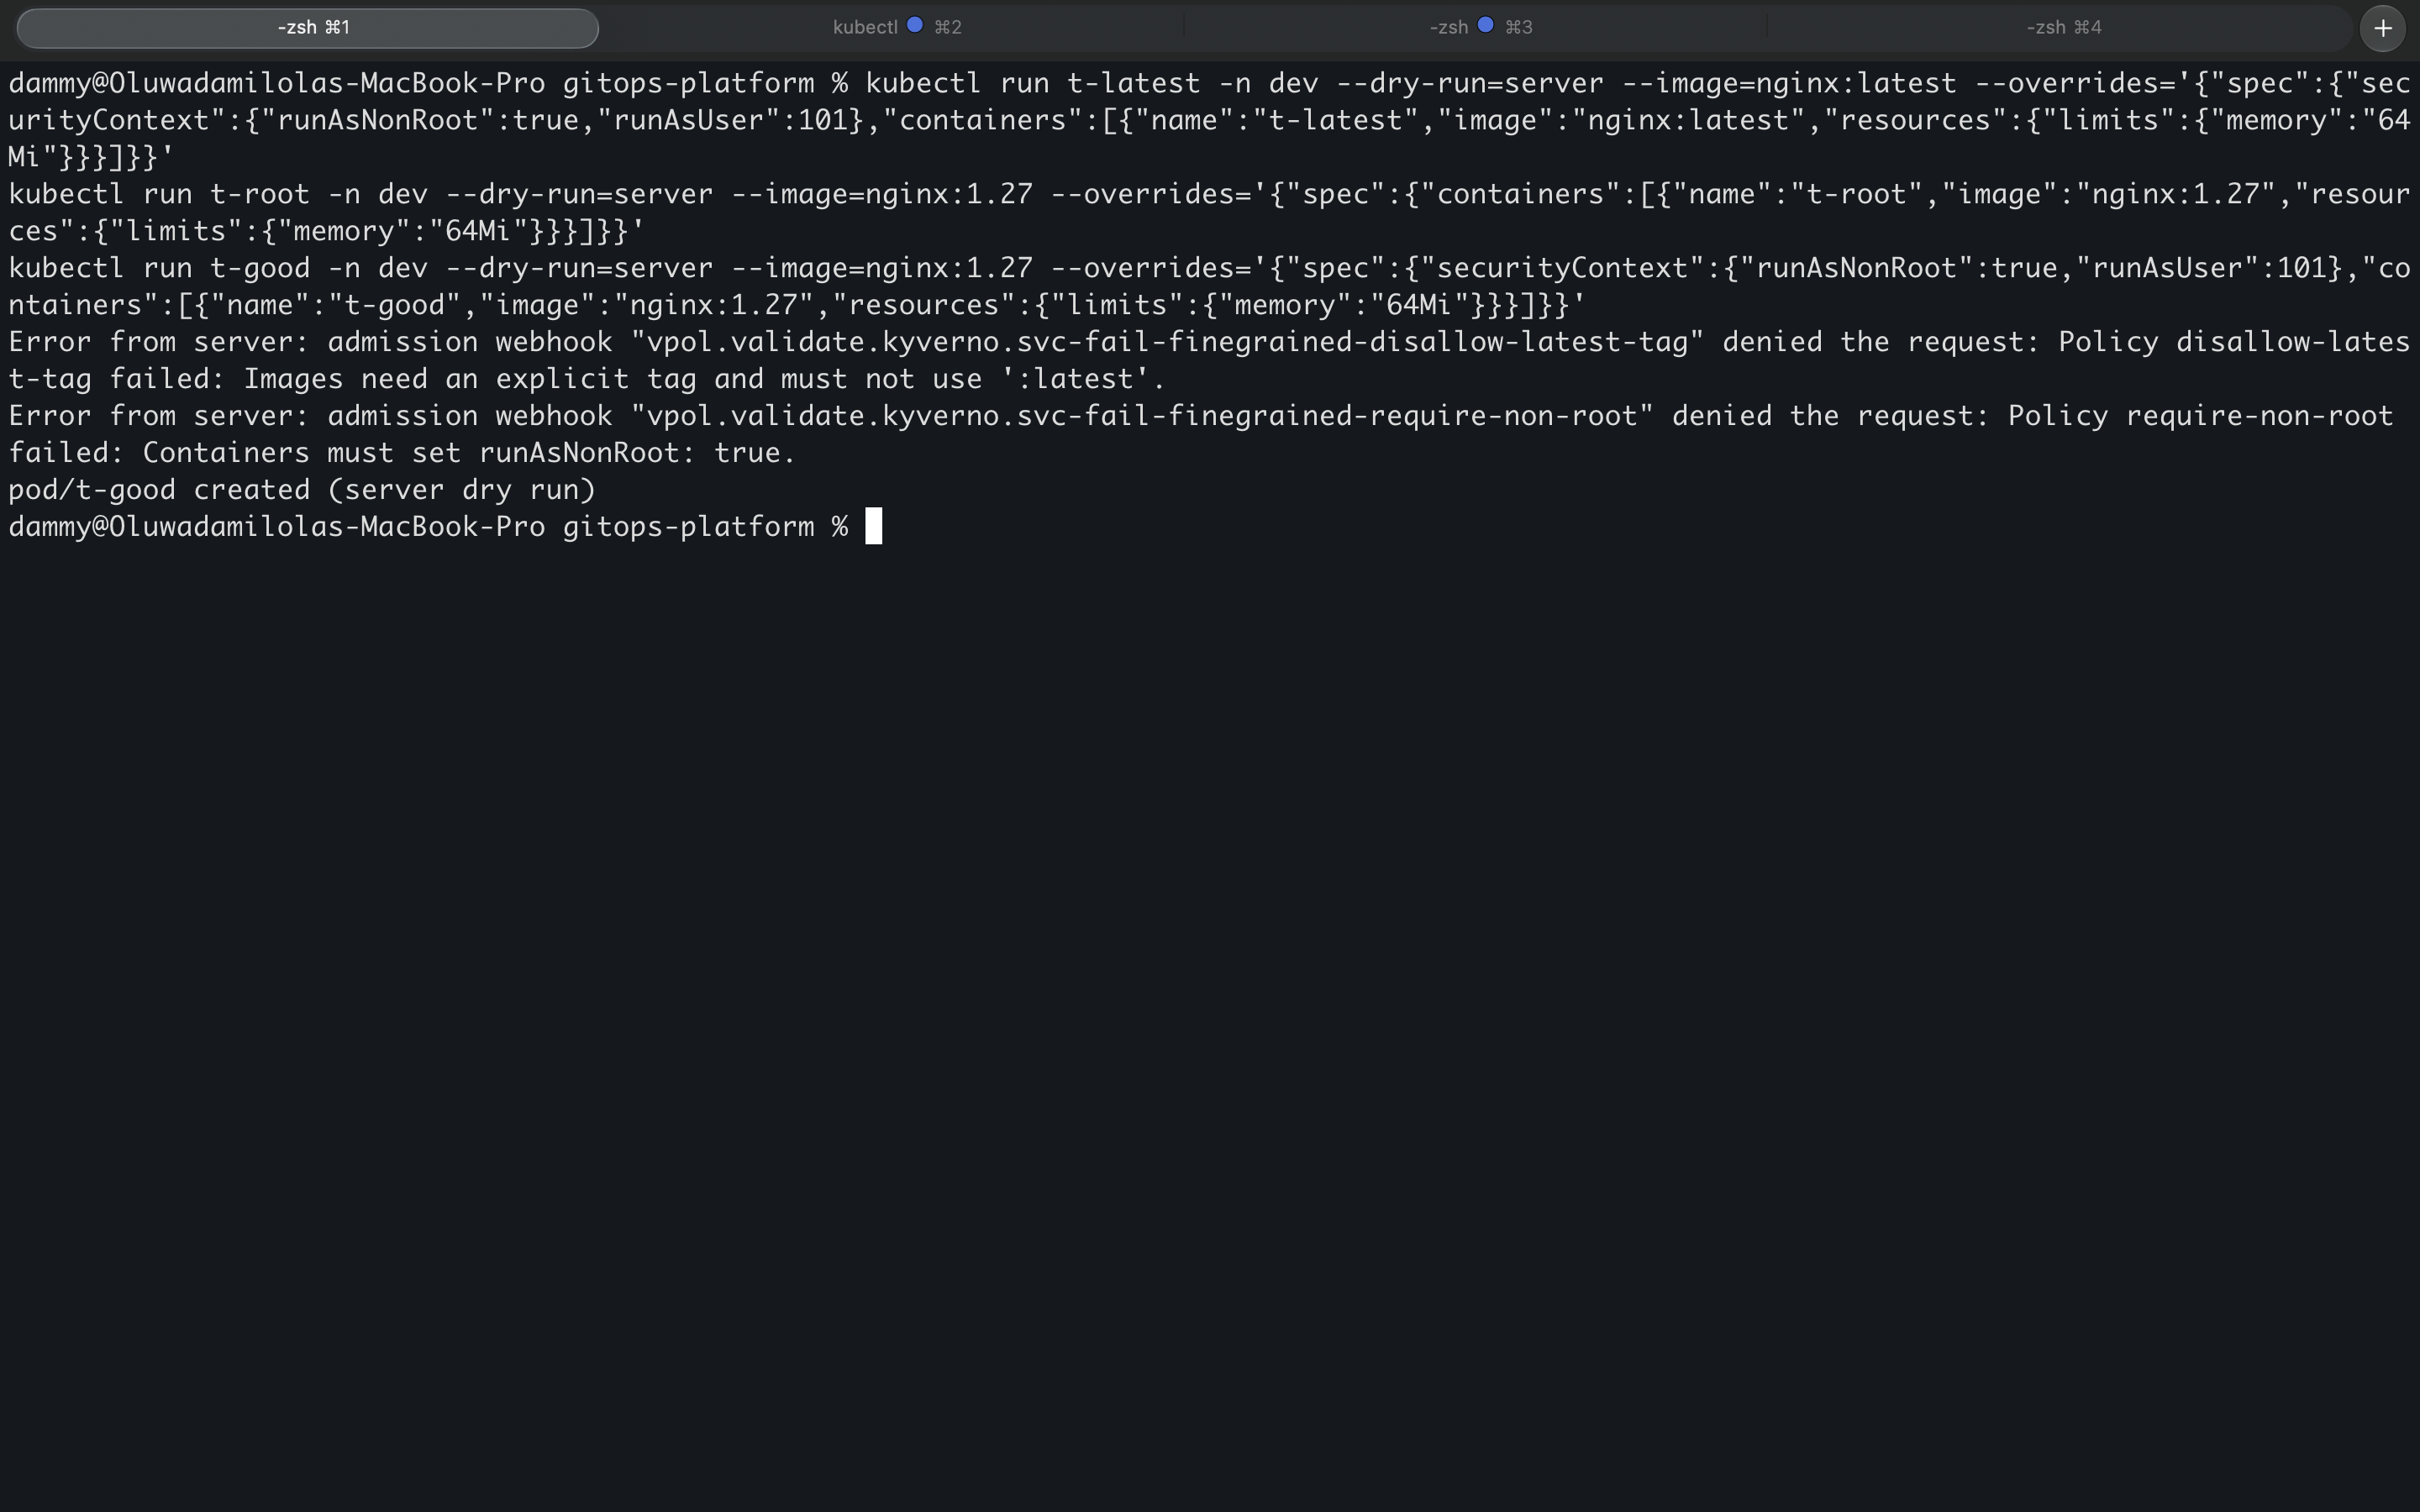 -zsh ⌘1
kubectl ⌘2
-zsh ⌘3
-zsh ⌘4
+
dammy@Oluwadamilolas-MacBook-Pro gitops-platform % kubectl run t-latest -n dev --dry-run=server --image=nginx:latest --overrides='{"spec":{"sec
urityContext":{"runAsNonRoot":true,"runAsUser":101},"containers":[{"name":"t-latest","image":"nginx:latest","resources":{"limits":{"memory":"64
Mi"}}}]}}'
kubectl run t-root -n dev --dry-run=server --image=nginx:1.27 --overrides='{"spec":{"containers":[{"name":"t-root","image":"nginx:1.27","resour
ces":{"limits":{"memory":"64Mi"}}}]}}'
kubectl run t-good -n dev --dry-run=server --image=nginx:1.27 --overrides='{"spec":{"securityContext":{"runAsNonRoot":true,"runAsUser":101},"co
ntainers":[{"name":"t-good","image":"nginx:1.27","resources":{"limits":{"memory":"64Mi"}}}]}}'
Error from server: admission webhook "vpol.validate.kyverno.svc-fail-finegrained-disallow-latest-tag" denied the request: Policy disallow-lates
t-tag failed: Images need an explicit tag and must not use ':latest'.
Error from server: admission webhook "vpol.validate.kyverno.svc-fail-finegrained-require-non-root" denied the request: Policy require-non-root
failed: Containers must set runAsNonRoot: true.
pod/t-good created (server dry run)
dammy@Oluwadamilolas-MacBook-Pro gitops-platform %